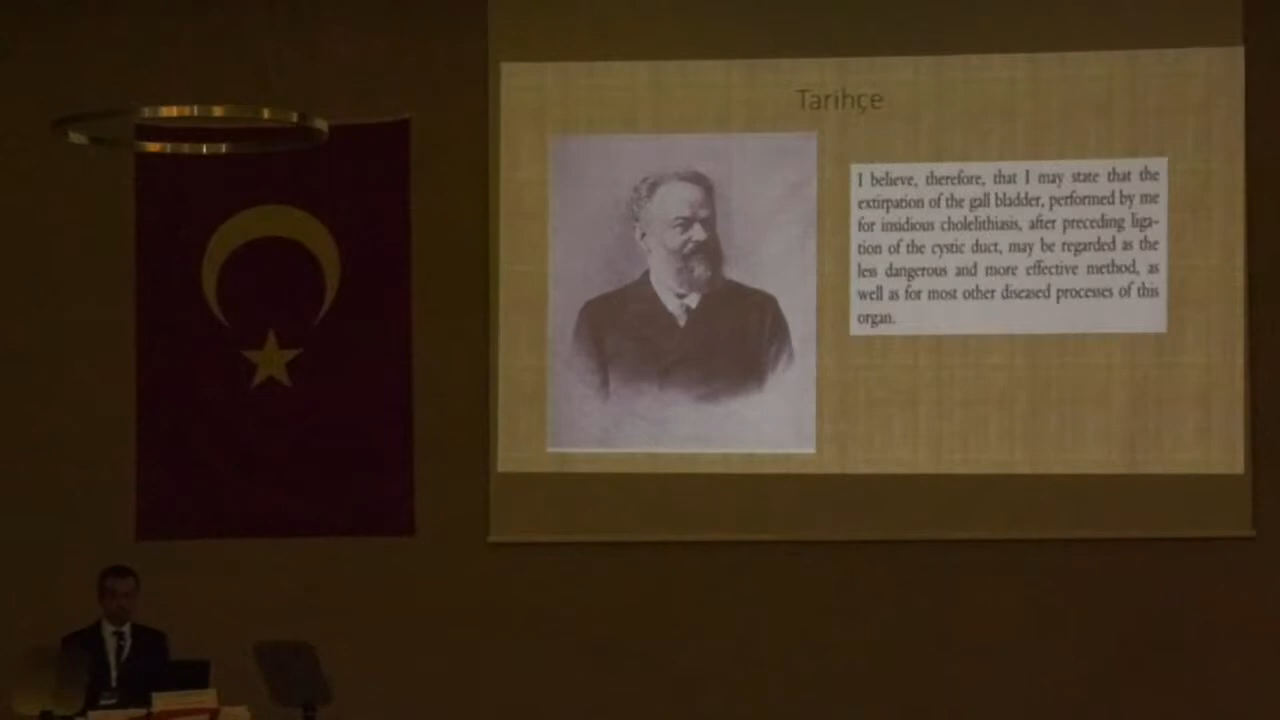 Tarihçe
I believe, therefore, that I may state that the
extirpation of the gall bladder, performed by me
for insidious cholelithiasis, after preceding liga-
tion of the cystic duct, may be regarded as the
less dangerous and more effective method, as
well as for most other diseased processes of this
organ.